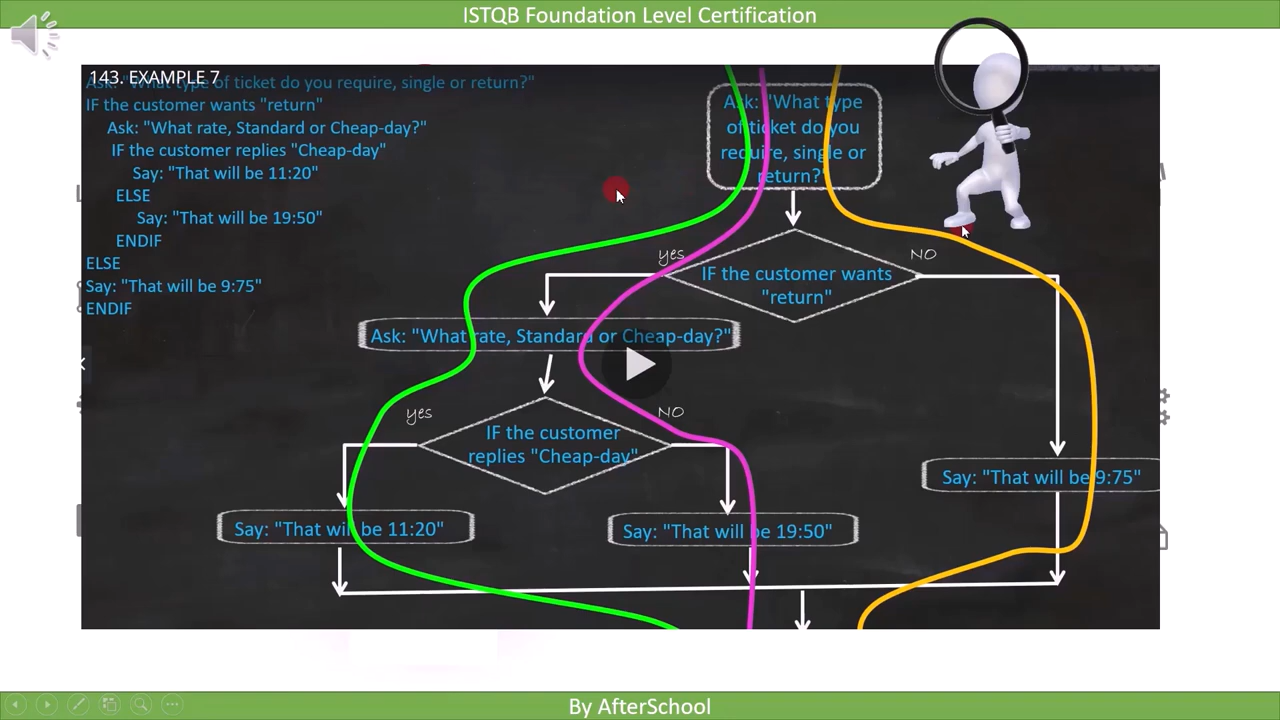 ISTQB Foundation Level Certification
143. EXAMPLE 7
Ask: "What type of ticket do you require, single or return?"
IF the customer wants "return"
Ask: "What rate, Standard or Cheap-day?"
IF the customer replies "Cheap-day"
Say: "That will be 11:20"
ELSE
Say: "That will be 19:50"
ENDIF
ELSE
Say: "That will be 9:75"
ENDIF
Ask: "What type
of ticket do you
require, single or
return?"
yes
NO
IF the customer wants
"return"
Ask: "What rate, Standard or Cheap-day?"
yes
NO
IF the customer
replies "Cheap-day"
Say: "That will be 9:75"
Say: "That will be 11:20"
Say: "That will be 19:50"
By AfterSchool